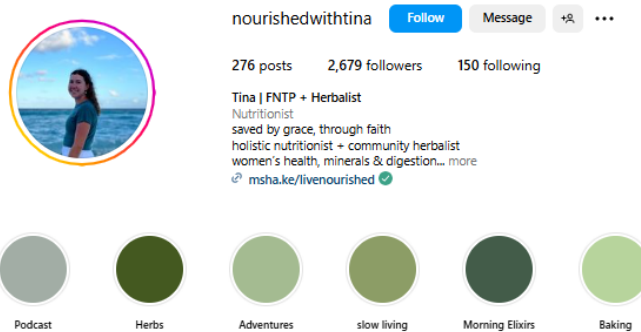 nourishedwithtina Follow Message
276 posts 2,679 followers 150 following
Tina | FNTP + Herbalist
Nutritionist
saved by grace, through faith
holistic nutritionist + community herbalist
women's health, minerals & digestion... more
msha.ke/livenourished
Podcast Herbs Adventures slow living Morning Elixirs Baking